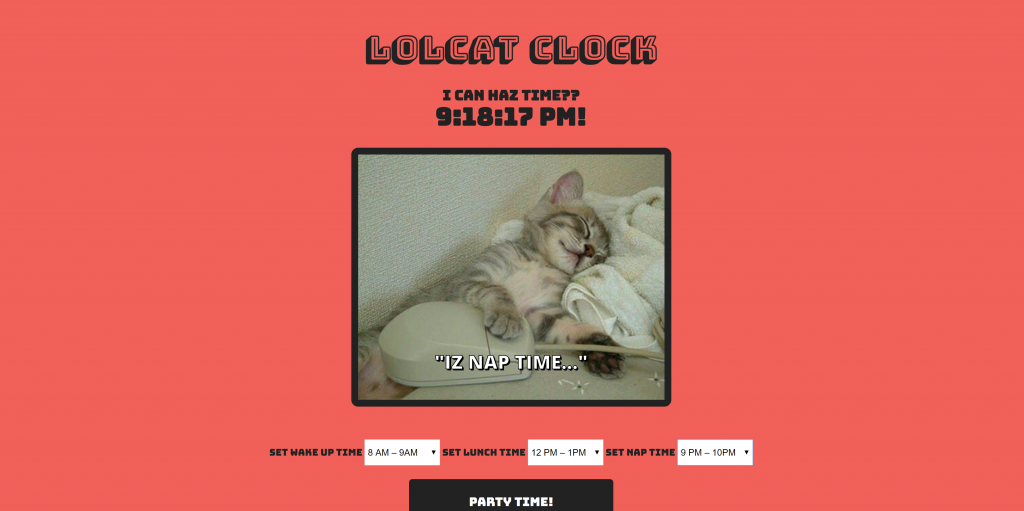 LOLCAT CLOCK
I CAN HAZ TIME??
9:18:17 PM!
"IZ NAP TIME..."
SET WAKE UP TIME 8 AM – 9AM SET LUNCH TIME 12 PM – 1PM SET NAP TIME 9 PM – 10PM
PARTY TIME!